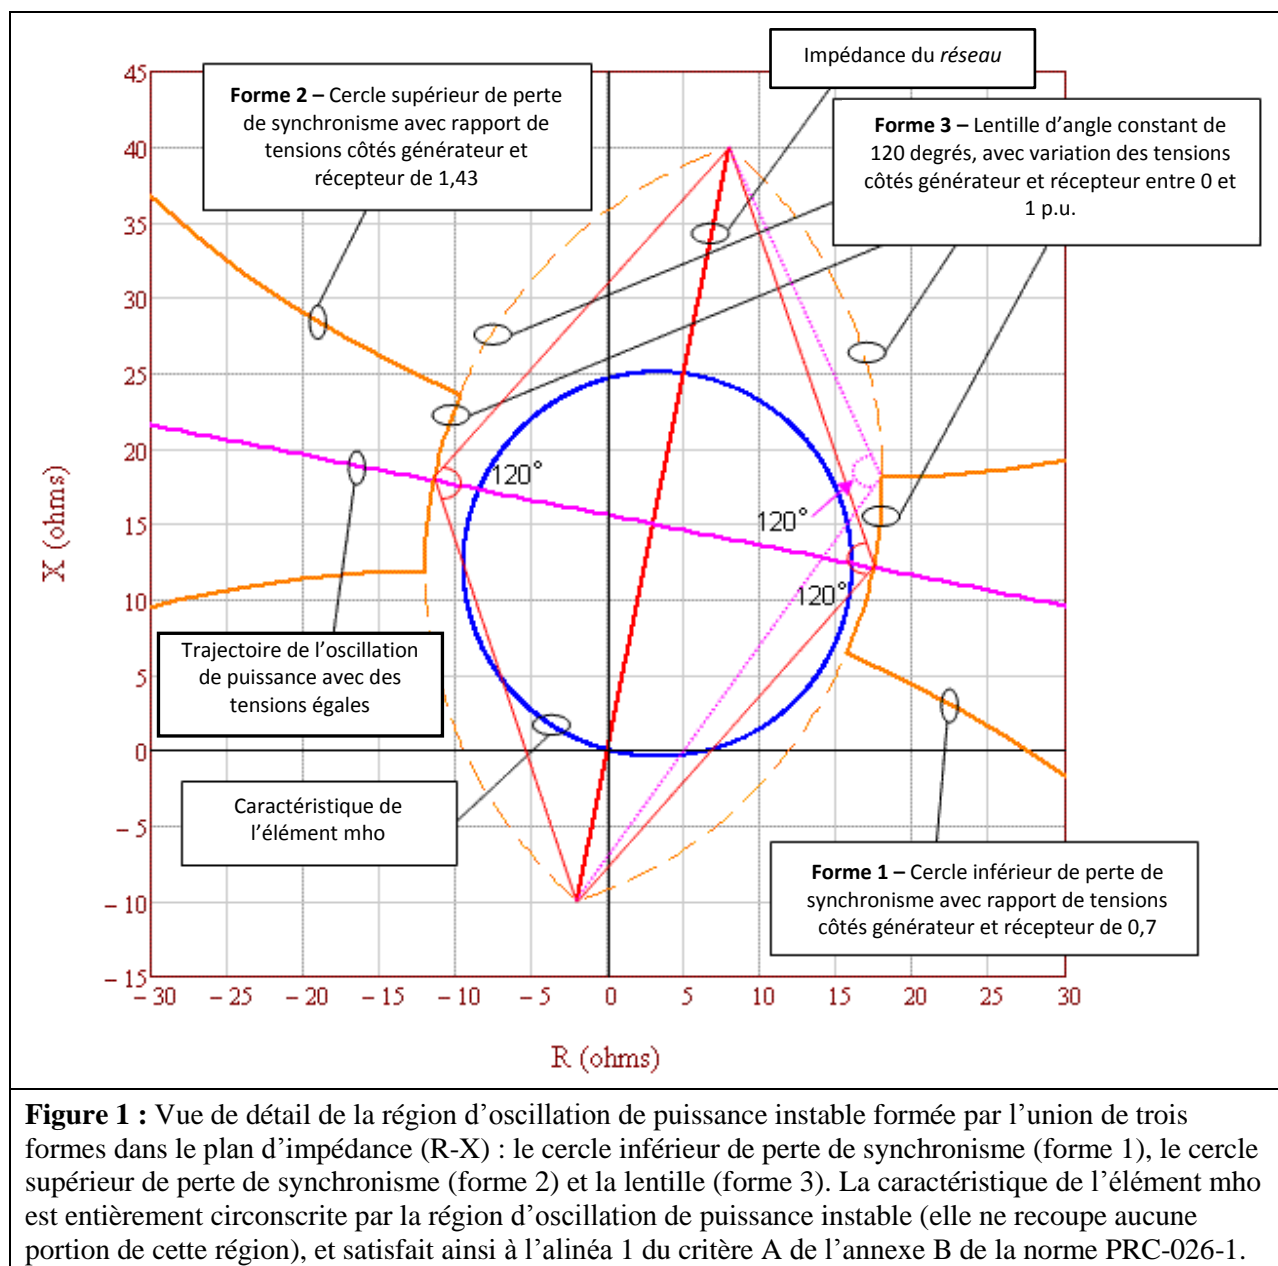 Impédance du réseau
Forme 2 – Cercle supérieur de perte
de synchronisme avec rapport de
tensions côtés générateur et
récepteur de 1,43
Forme 3 – Lentille d’angle constant de
120 degrés, avec variation des tensions
côtés générateur et récepteur entre 0 et
1 p.u.
45
40
35
30
25
20
15
10
5
0
– 5
– 10
– 15
X (ohms)
120°
120°
120°
Trajectoire de l’oscillation
de puissance avec des
tensions égales
Caractéristique de
l’élément mho
Forme 1 – Cercle inférieur de perte de
synchronisme avec rapport de tensions
côtés générateur et récepteur de 0,7
– 30 – 25 – 20 – 15 – 10 – 5 0 5 10 15 20 25 30
R (ohms)
Figure 1 : Vue de détail de la région d’oscillation de puissance instable formée par l’union de trois
formes dans le plan d’impédance (R-X) : le cercle inférieur de perte de synchronisme (forme 1), le cercle
supérieur de perte de synchronisme (forme 2) et la lentille (forme 3). La caractéristique de l’élément mho
est entièrement circonscrite par la région d’oscillation de puissance instable (elle ne recoupe aucune
portion de cette région), et satisfait ainsi à l’alinéa 1 du critère A de l’annexe B de la norme PRC-026-1.